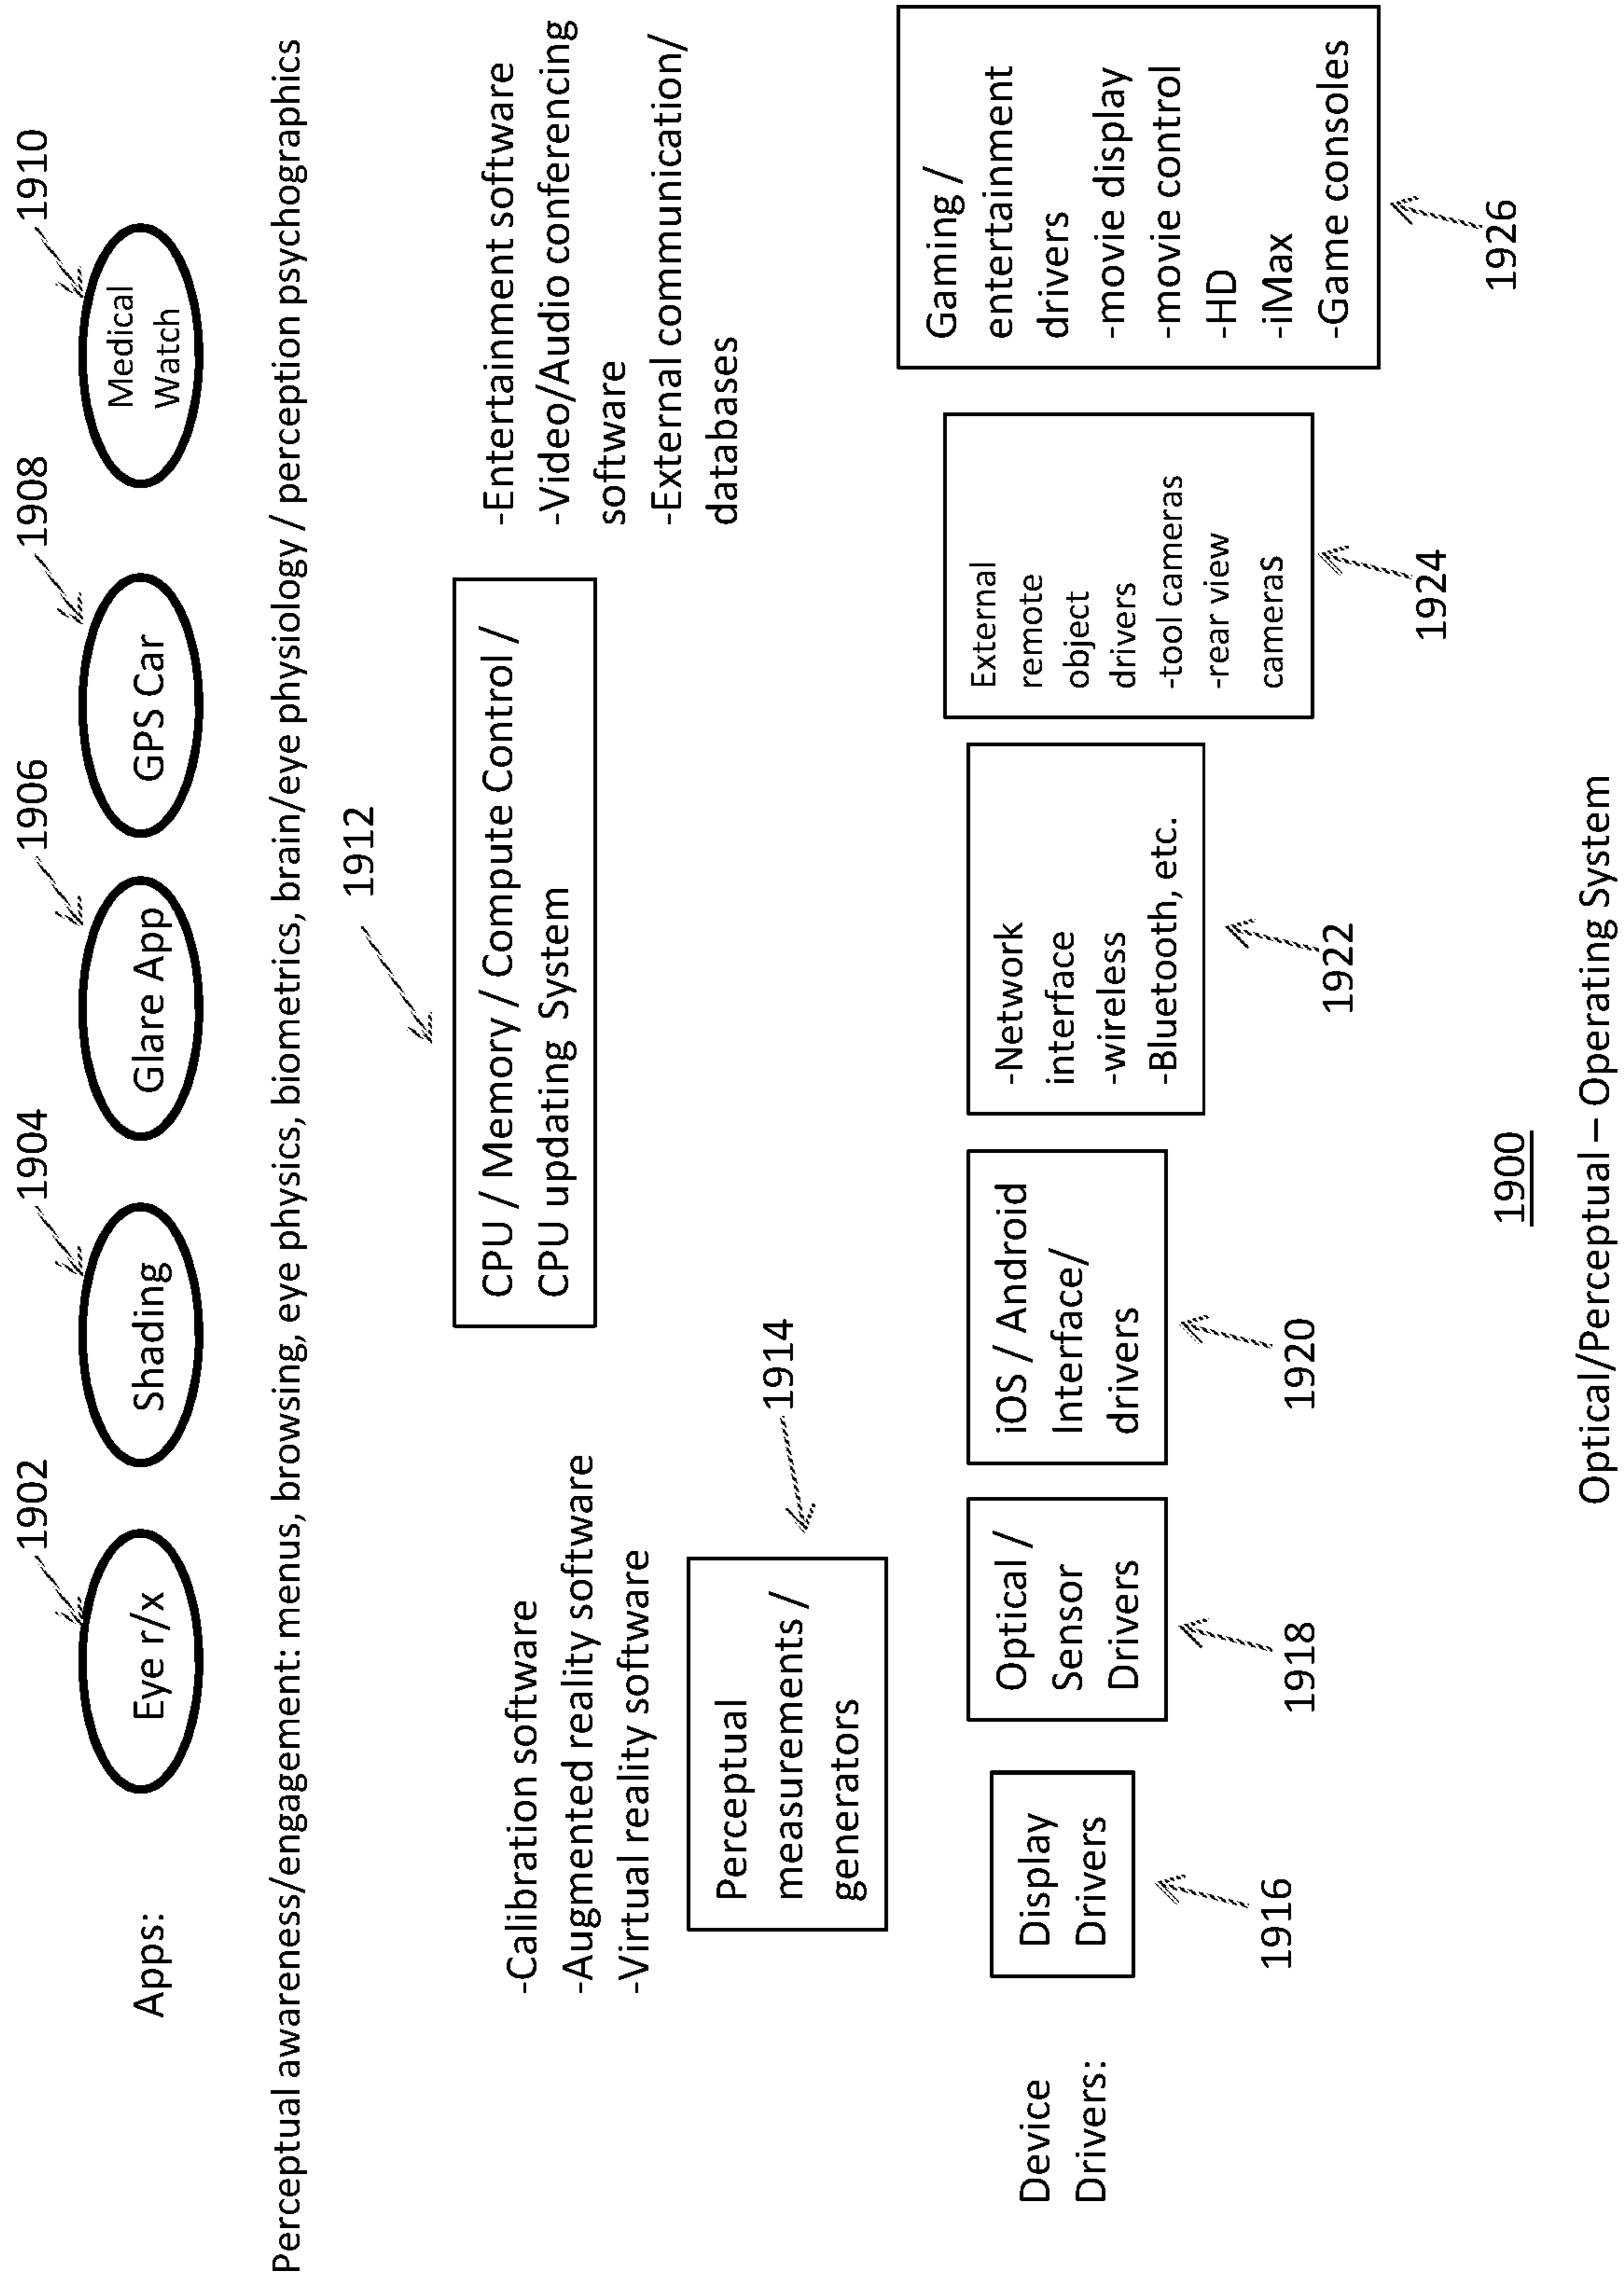 1902
1904
1906
1908
1910
Apps:
Eye r/x
Shading
Glare App
GPS Car
Medical
Watch
Perceptual awareness/engagement: menus, browsing, eye physics, biometrics, brain/eye physiology / perception psychographics
1912
-Calibration software
-Augmented reality software
-Virtual reality software
CPU / Memory / Compute Control /
CPU updating System
-Entertainment software
-Video/Audio conferencing
software
-External communication/
databases
1914
Perceptual
measurements /
generators
Device
Drivers:
Display
Drivers
1916
Optical /
Sensor
Drivers
1918
iOS / Android
Interface/
drivers
1920
-Network
interface
-wireless
-Bluetooth, etc.
1922
External
remote
object
drivers
-tool cameras
-rear view
cameras
1924
Gaming /
entertainment
drivers
-movie display
-movie control
-HD
-iMax
-Game consoles
1926
1900
Optical/Perceptual – Operating System